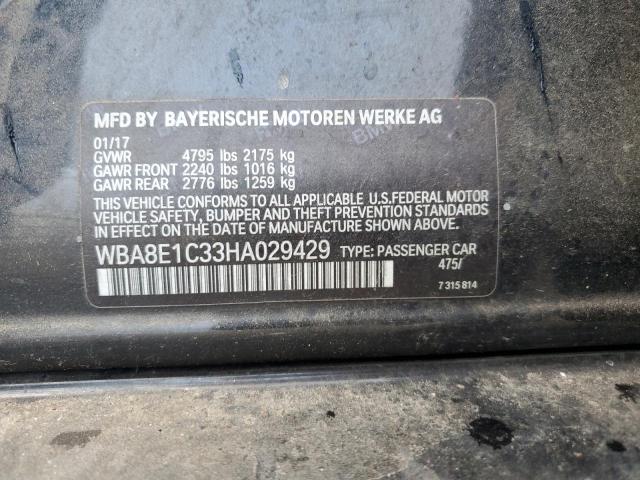 MFD BY BAYERISCHE MOTOREN WERKE AG
01/17
GVWR 4795 lbs 2175 kg
GAWR FRONT 2240 lbs 1016 kg
GAWR REAR 2776 lbs 1259 kg
THIS VEHICLE CONFORMS TO ALL APPLICABLE U.S.FEDERAL MOTOR
VEHICLE SAFETY, BUMPER AND THEFT PREVENTION STANDARDS
IN EFFECT ON THE DATE OF MANUFACTURE SHOWN ABOVE.
WBA8E1C33HA029429 TYPE: PASSENGER CAR
475/
7 315 814